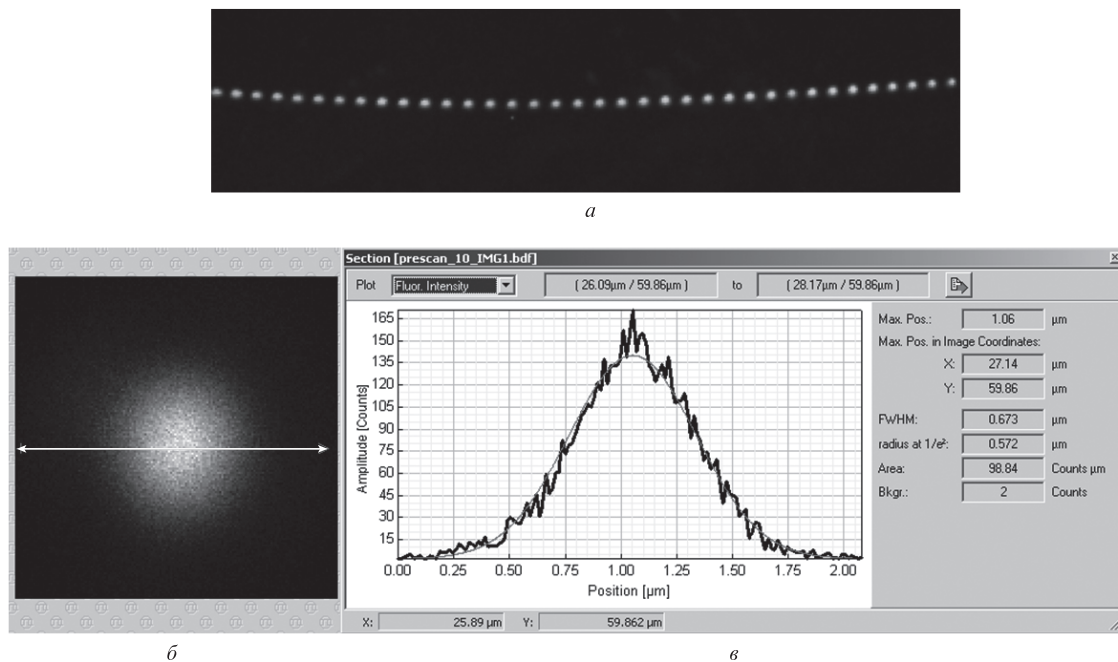 а
Section [prescan_10_IMG1.bdf]
Plot Fluor. Intensity ( 26.09µm / 59.86µm ) to ( 28.17µm / 59.86µm )
165
150
135
120
105
90
75
60
45
30
15
1
Amplitude [Counts]
0.00 0.25 0.50 0.75 1.00 1.25 1.50 1.75 2.00
Position [µm]
Max. Pos.: 1.06 µm
Max. Pos. in Image Coordinates:
X: 27.14 µm
Y: 59.86 µm
FWHM: 0.673 µm
radius at 1/e²: 0.572 µm
Area: 98.84 Counts µm
Bkgr.: 2 Counts
X: 25.89 µm Y: 59.862 µm
б
в